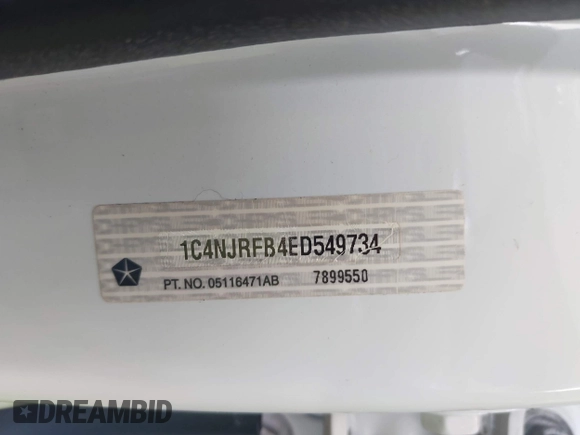 1C4NJRFB4ED549734
PT. NO. 05116471AB 7899550
DREAMBID